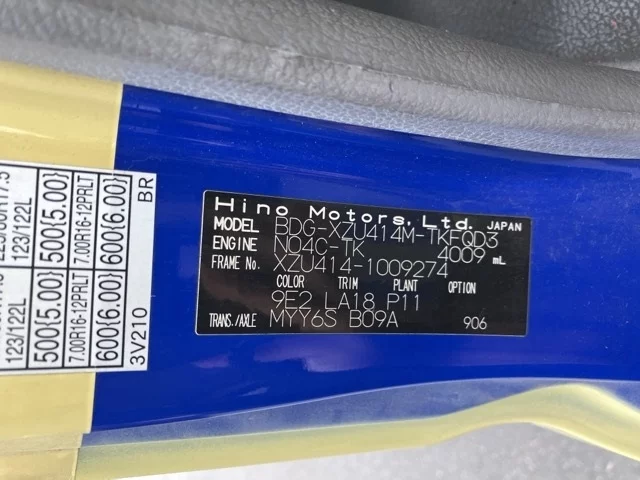 Hino Motors, Ltd. JAPAN
MODEL BDG-XZU414M-TKFQD3
ENGINE N04C-TK 4009 mL
FRAME No. XZU414-1009274
COLOR TRIM PLANT OPTION
9E2 LA18 P11
TRANS./AXLE MYY6S B09A 906
123/122L
500(5.00)
7.00R16-12PRLT
600(6.00)
BR
123/122L
500{5.00}
7.00R16-12PRLT
600{6.00}
3V210